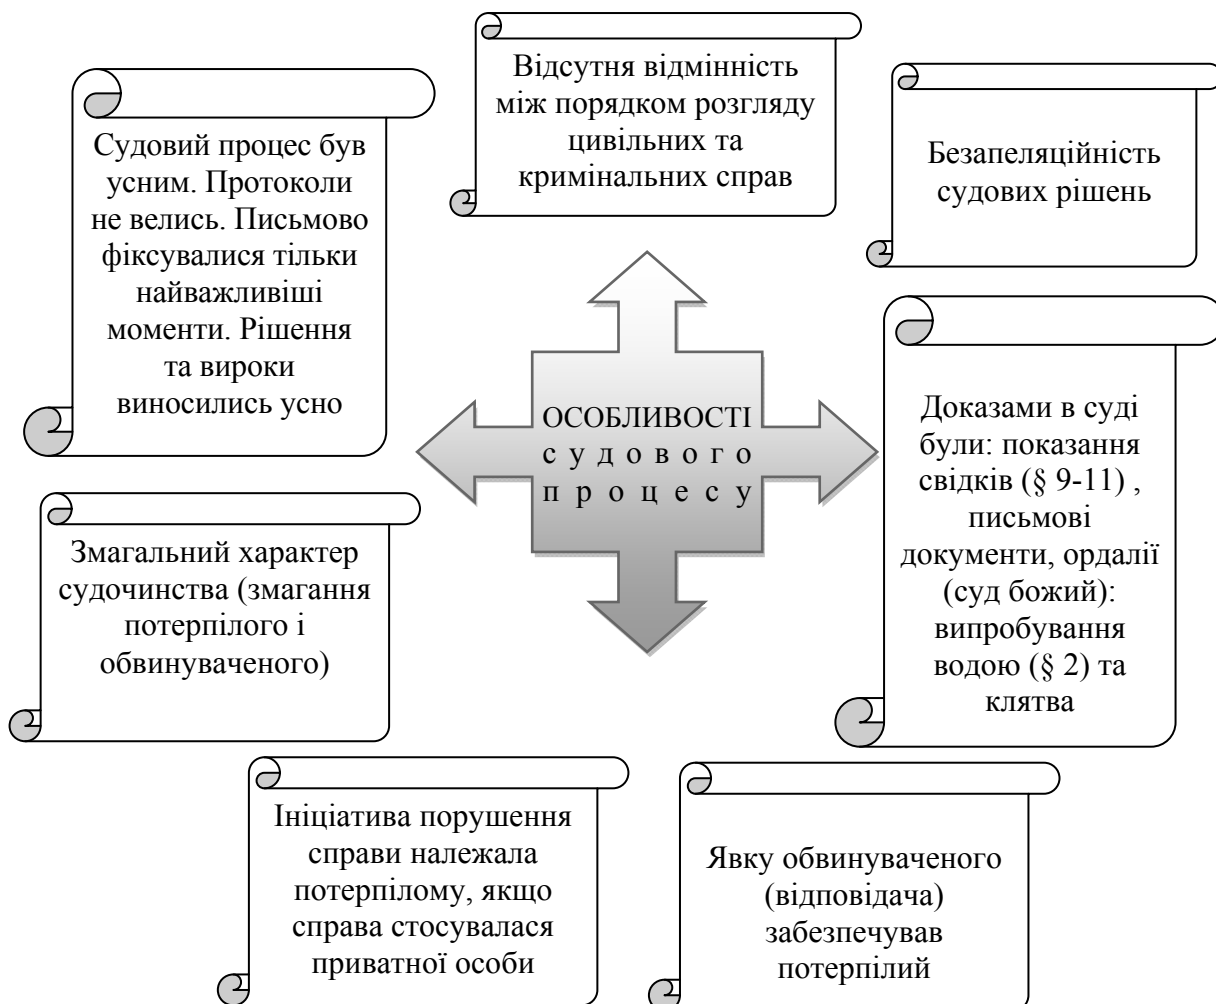 Відсутня відмінність
між порядком розгляду
цивільних та
кримінальних справ
Судовий процес був
усним. Протоколи
не велись. Письмово
фіксувалися тільки
найважливіші
моменти. Рішення
та вироки
виносились усно
Безапеляційність
судових рішень
ОСОБЛИВОСТІ
судового
процесу
Доказами в суді
були: показання
свідків (§ 9-11) ,
письмові
документи, ордалії
(суд божий):
випробування
водою (§ 2) та
клятва
Змагальний характер
судочинства (змагання
потерпілого і
обвинуваченого)
Ініціатива порушення
справи належала
потерпілому, якщо
справа стосувалася
приватної особи
Явку обвинуваченого
(відповідача)
забезпечував
потерпілий